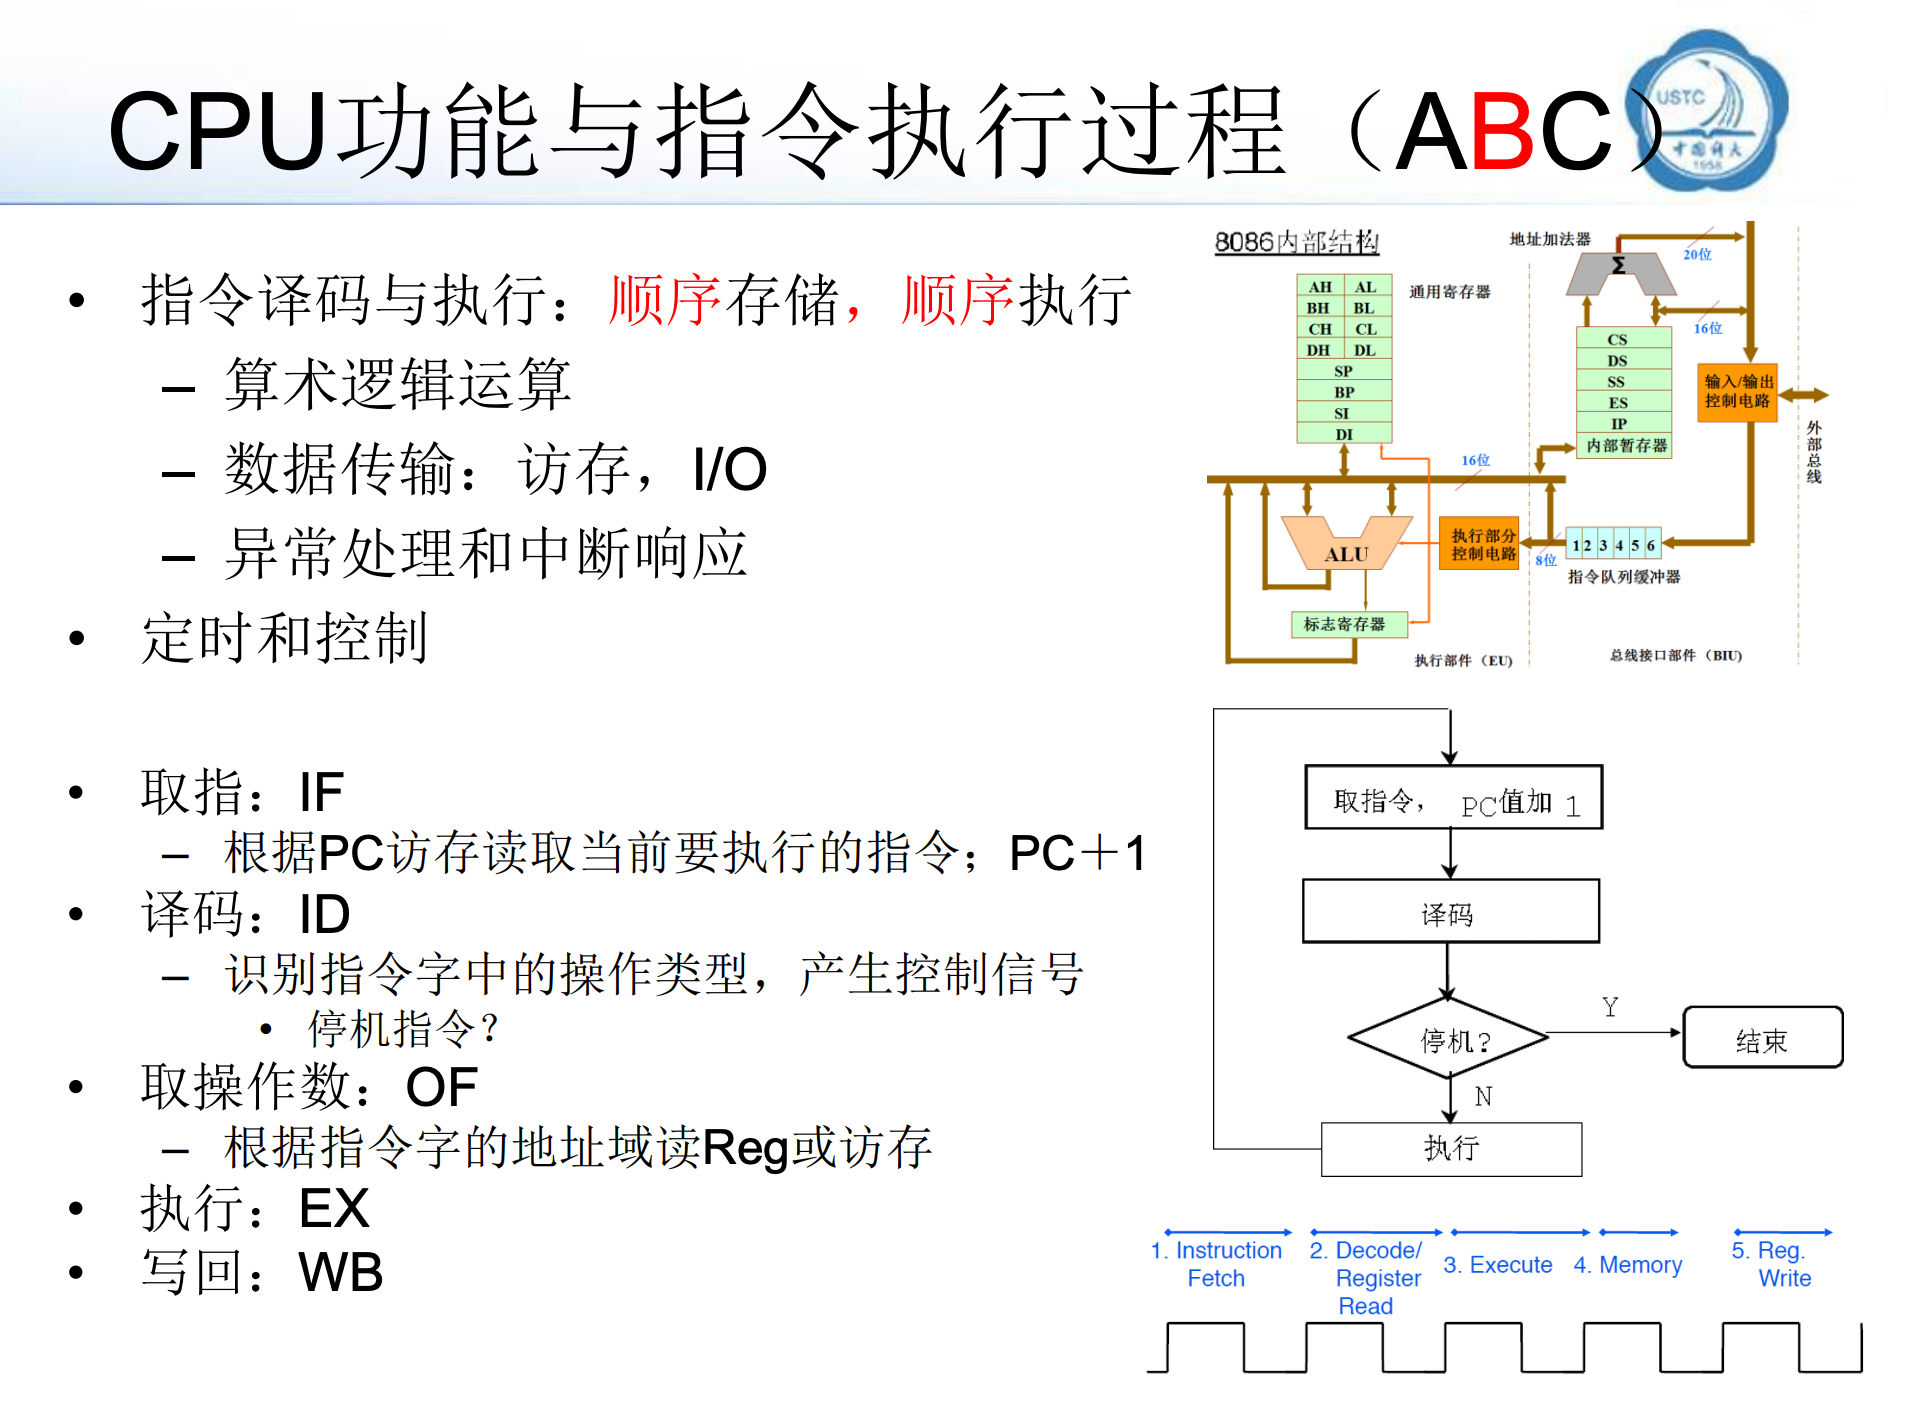 CPU功能与指令执行过程（ABC）
USTC
中国科大
1958
• 指令译码与执行：顺序存储，顺序执行
– 算术逻辑运算
– 数据传输：访存，I/O
– 异常处理和中断响应
• 定时和控制
• 取指：IF
– 根据PC访存读取当前要执行的指令；PC＋1
• 译码：ID
– 识别指令字中的操作类型，产生控制信号
• 停机指令？
• 取操作数：OF
– 根据指令字的地址域读Reg或访存
• 执行：EX
• 写回：WB
8086内部结构
AH AL
BH BL
CH CL
DH DL
SP
BP
SI
DI
通用寄存器
地址加法器
Σ
20位
16位
CS
DS
SS
ES
IP
内部暂存器
输入/输出
控制电路
外部总线
16位
ALU
执行部分
控制电路
8位
1 2 3 4 5 6
指令队列缓冲器
标志寄存器
执行部件（EU）
总线接口部件（BIU）
取指令， PC值加 1
译码
停机？
Y
结束
N
执行
1. Instruction
Fetch
2. Decode/
Register
Read
3. Execute
4. Memory
5. Reg.
Write